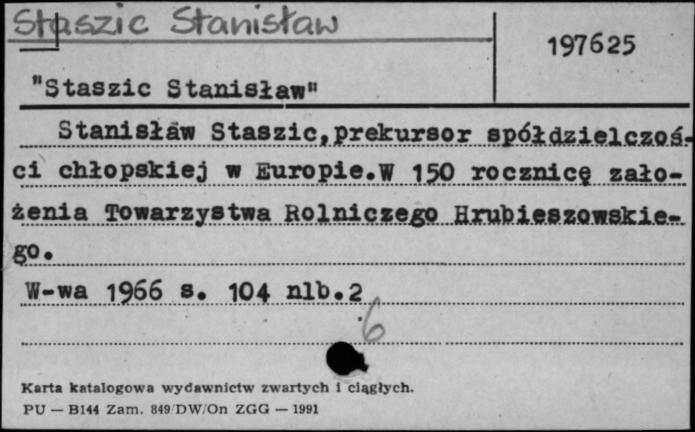 Staszic Stanisław
197625
"Staszic Stanisław"
Stanisław Staszic,prekursor spółdzielczoś-
ci chłopskiej w Europie.W 150 rocznicę zało-
żenia Towarzystwa Rolniczego Hrubieszowskie-
go.
W-wa 1966 s. 104 nlb.2
6
Karta katalogowa wydawnictw zwartych i ciągłych.
PU — B144 Zam. 849/DW/On ZGG — 1991